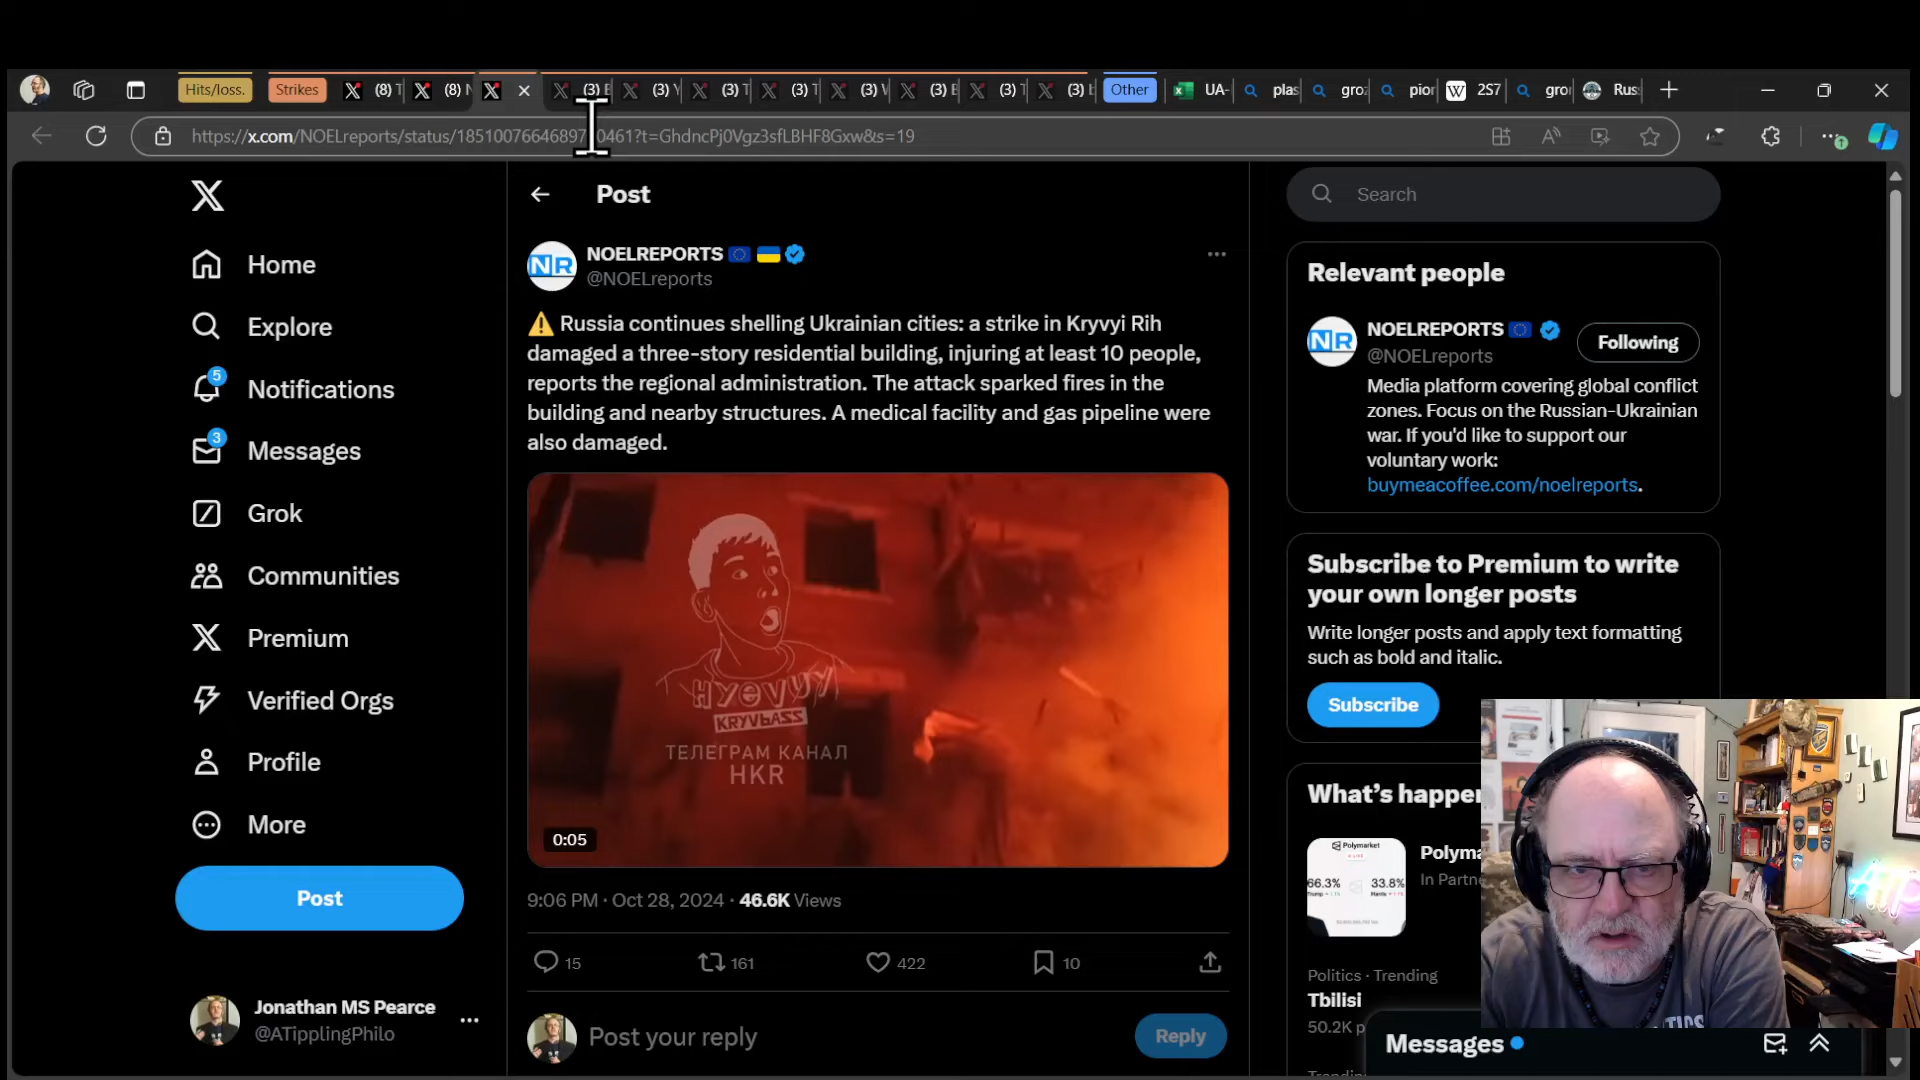 Hits/loss.
Strikes
(8) T
(8) N
(3) E
(3) Y
(3) T
(3) T
(3) V
(3) E
(3) T
(3)
Other
UA-
plas
gro
pior
2S7
gro
Rus
https://x.com/NOELreports/status/18510076646897
0461?t=GhdncPj0Vgz3sfLBHF8Gxw&s=19
X
Home
Explore
5
Notifications
3
Messages
Grok
Communities
Premium
Verified Orgs
Profile
More
Post
Jonathan MS Pearce
@ATipplingPhilo
Post
NR
NOELREPORTS
@NOELreports
Russia continues shelling Ukrainian cities: a strike in Kryvyi Rih
damaged a three-story residential building, injuring at least 10 people,
reports the regional administration. The attack sparked fires in the
building and nearby structures. A medical facility and gas pipeline were
also damaged.
KRYVБASS
ТЕЛЕГРАМ КАНАЛ
HKR
0:05
9:06 PM · Oct 28, 2024 · 46.6K Views
15
161
422
10
Post your reply
Reply
Search
Relevant people
NR
NOELREPORTS
@NOELreports
Following
Media platform covering global conflict
zones. Focus on the Russian-Ukrainian
war. If you'd like to support our
voluntary work:
buymeacoffee.com/noelreports.
Subscribe to Premium to write
your own longer posts
Write longer posts and apply text formatting
such as bold and italic.
Subscribe
What's happe
Polymarket
66.3%
33.8%
Trump
Harris
Polyma
In Partne
Politics · Trending
Tbilisi
50.2K p
Messages